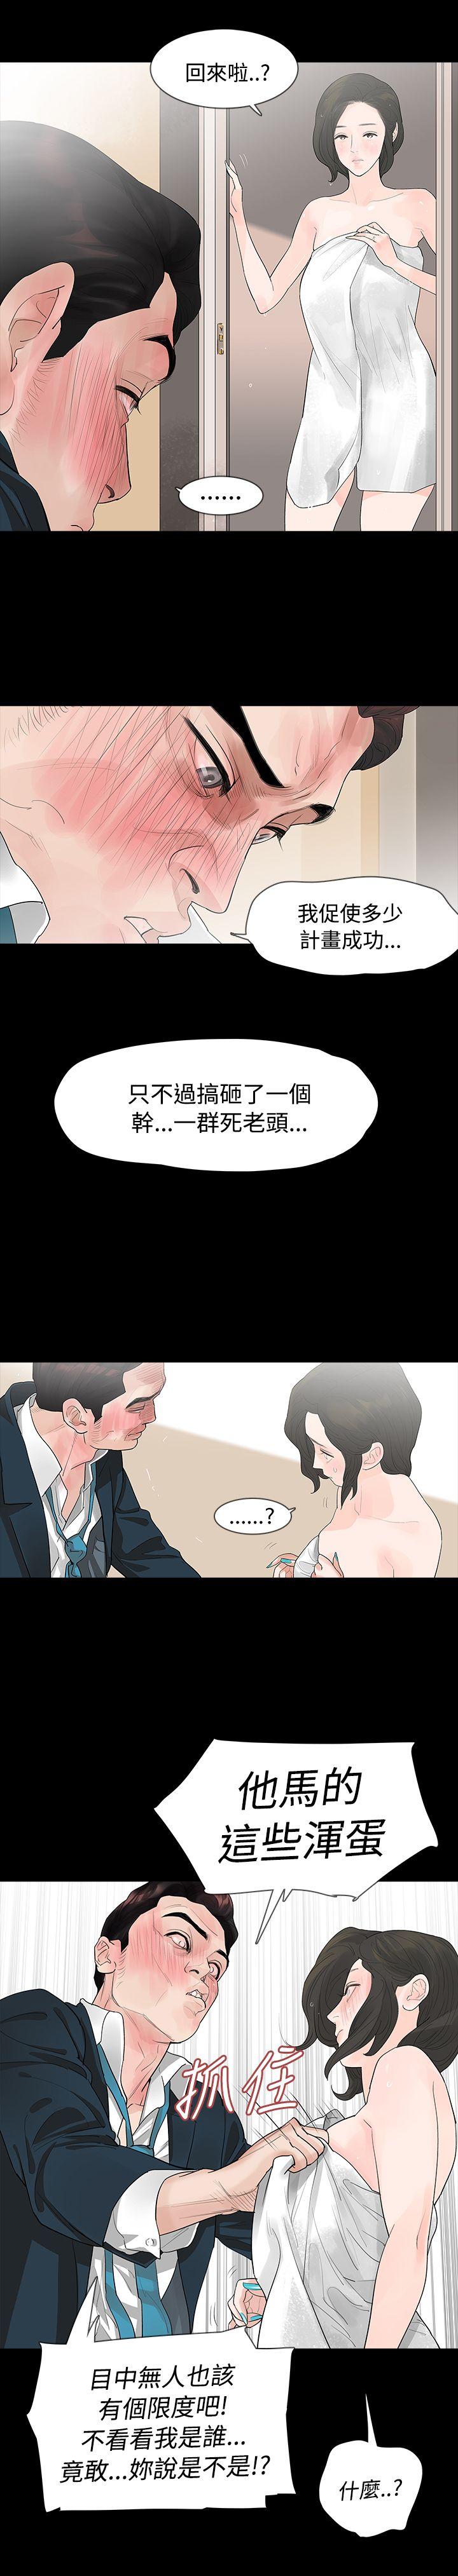 回來啦..?
......
我促使多少
計畫成功...
只不過搞砸了一個
幹...一群死老頭...
......?
他馬的
這些渾蛋
抓住
目中無人也該
有個限度吧!
不看看我是誰...
竟敢...妳說是不是!?
什麼..?